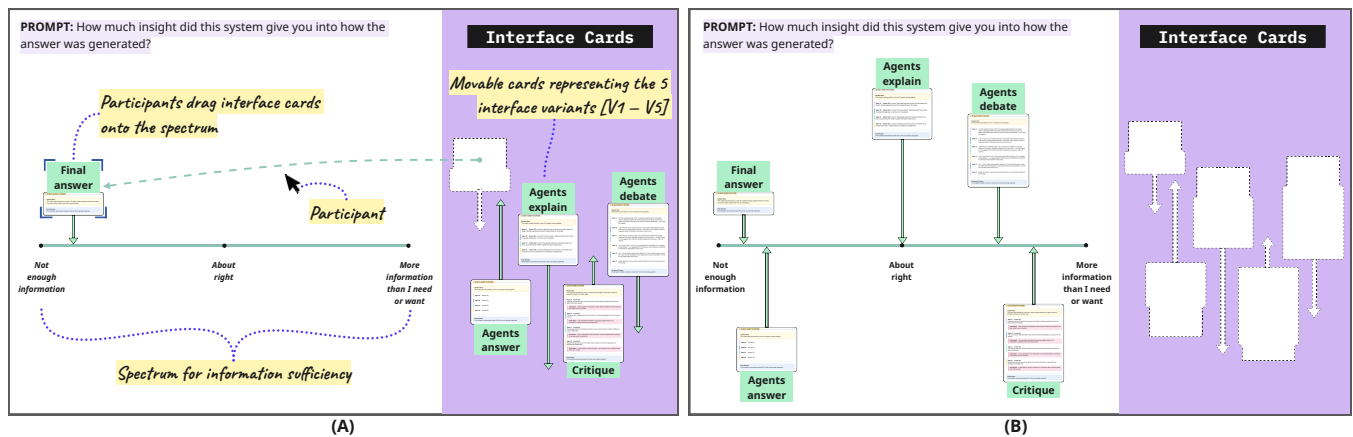 PROMPT: How much insight did this system give you into how the
answer was generated?
Interface Cards
Participants drag interface cards
onto the spectrum
Movable cards representing the 5
interface variants [V1 – V5]
Final
answer
Participant
Agents
explain
Agents
debate
Not
enough
information
About
right
More
information
than I need
or want
Agents
answer
Critique
Spectrum for information sufficiency
(A)
PROMPT: How much insight did this system give you into how the
answer was generated?
Interface Cards
Agents
explain
Agents
debate
Final
answer
Not
enough
information
About
right
More
information
than I need
or want
Agents
answer
Critique
(B)